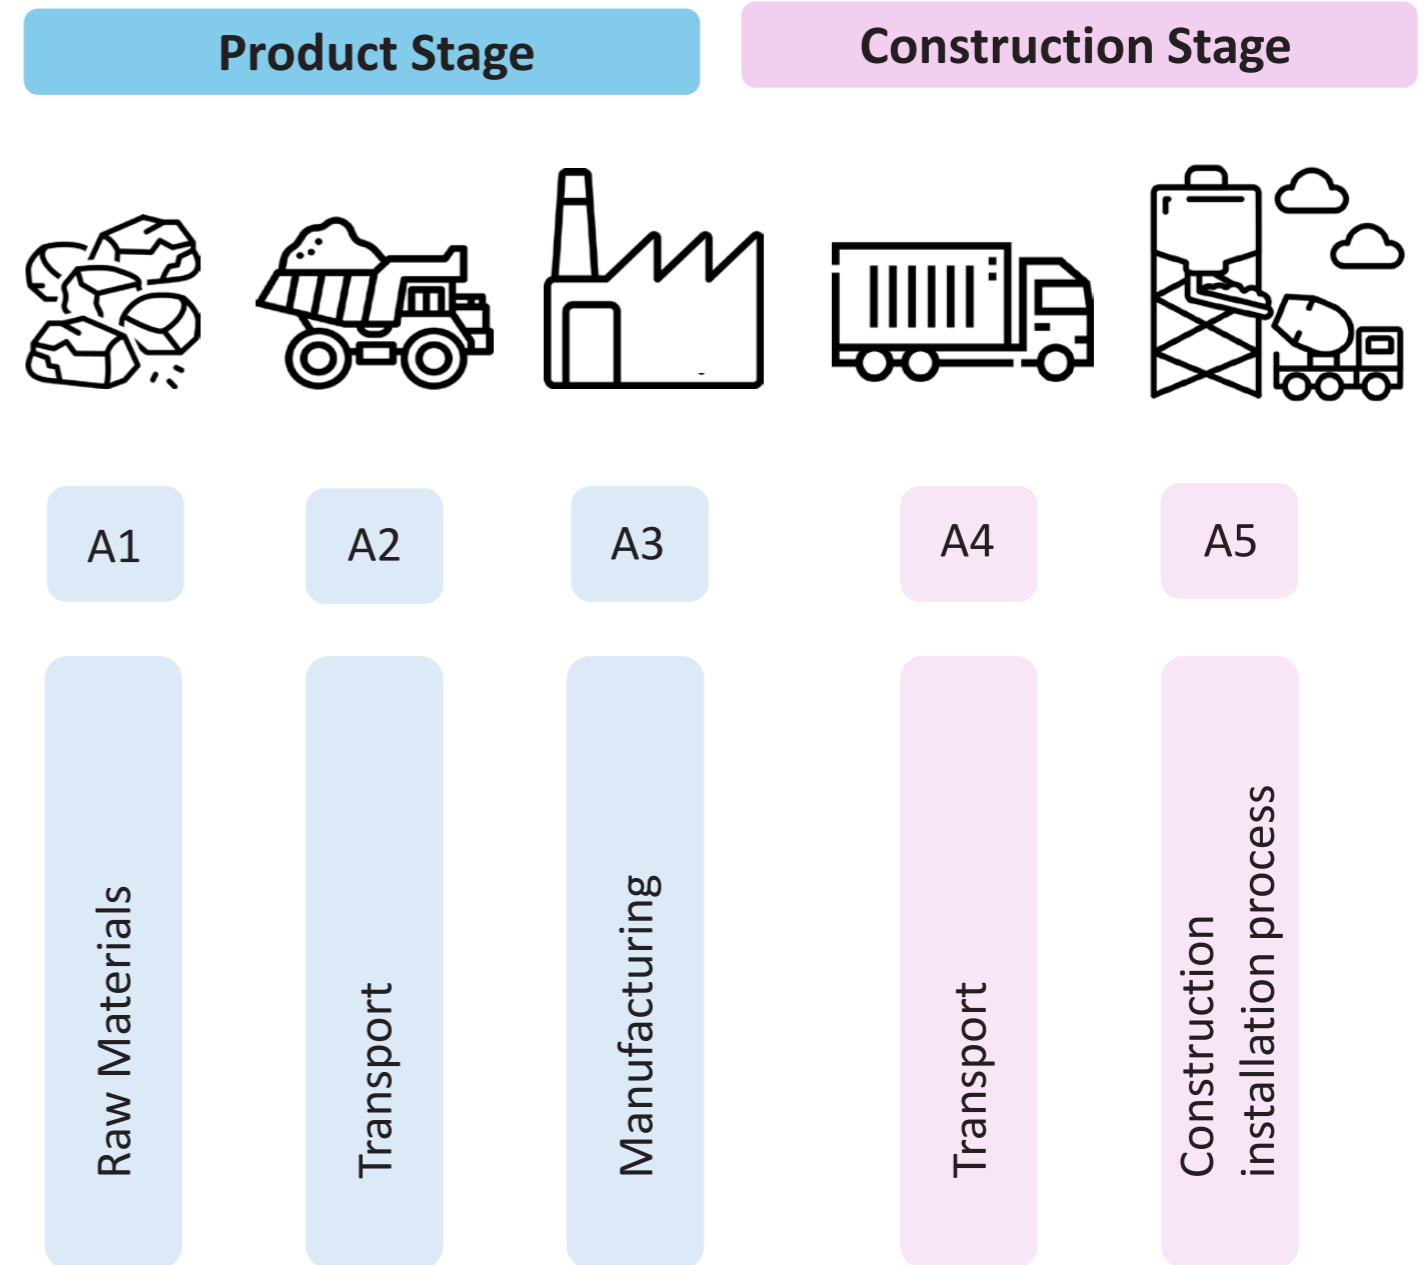 Product Stage
Construction Stage
A1
A2
A3
A4
A5
Raw Materials
Transport
Manufacturing
Transport
Construction
installation process